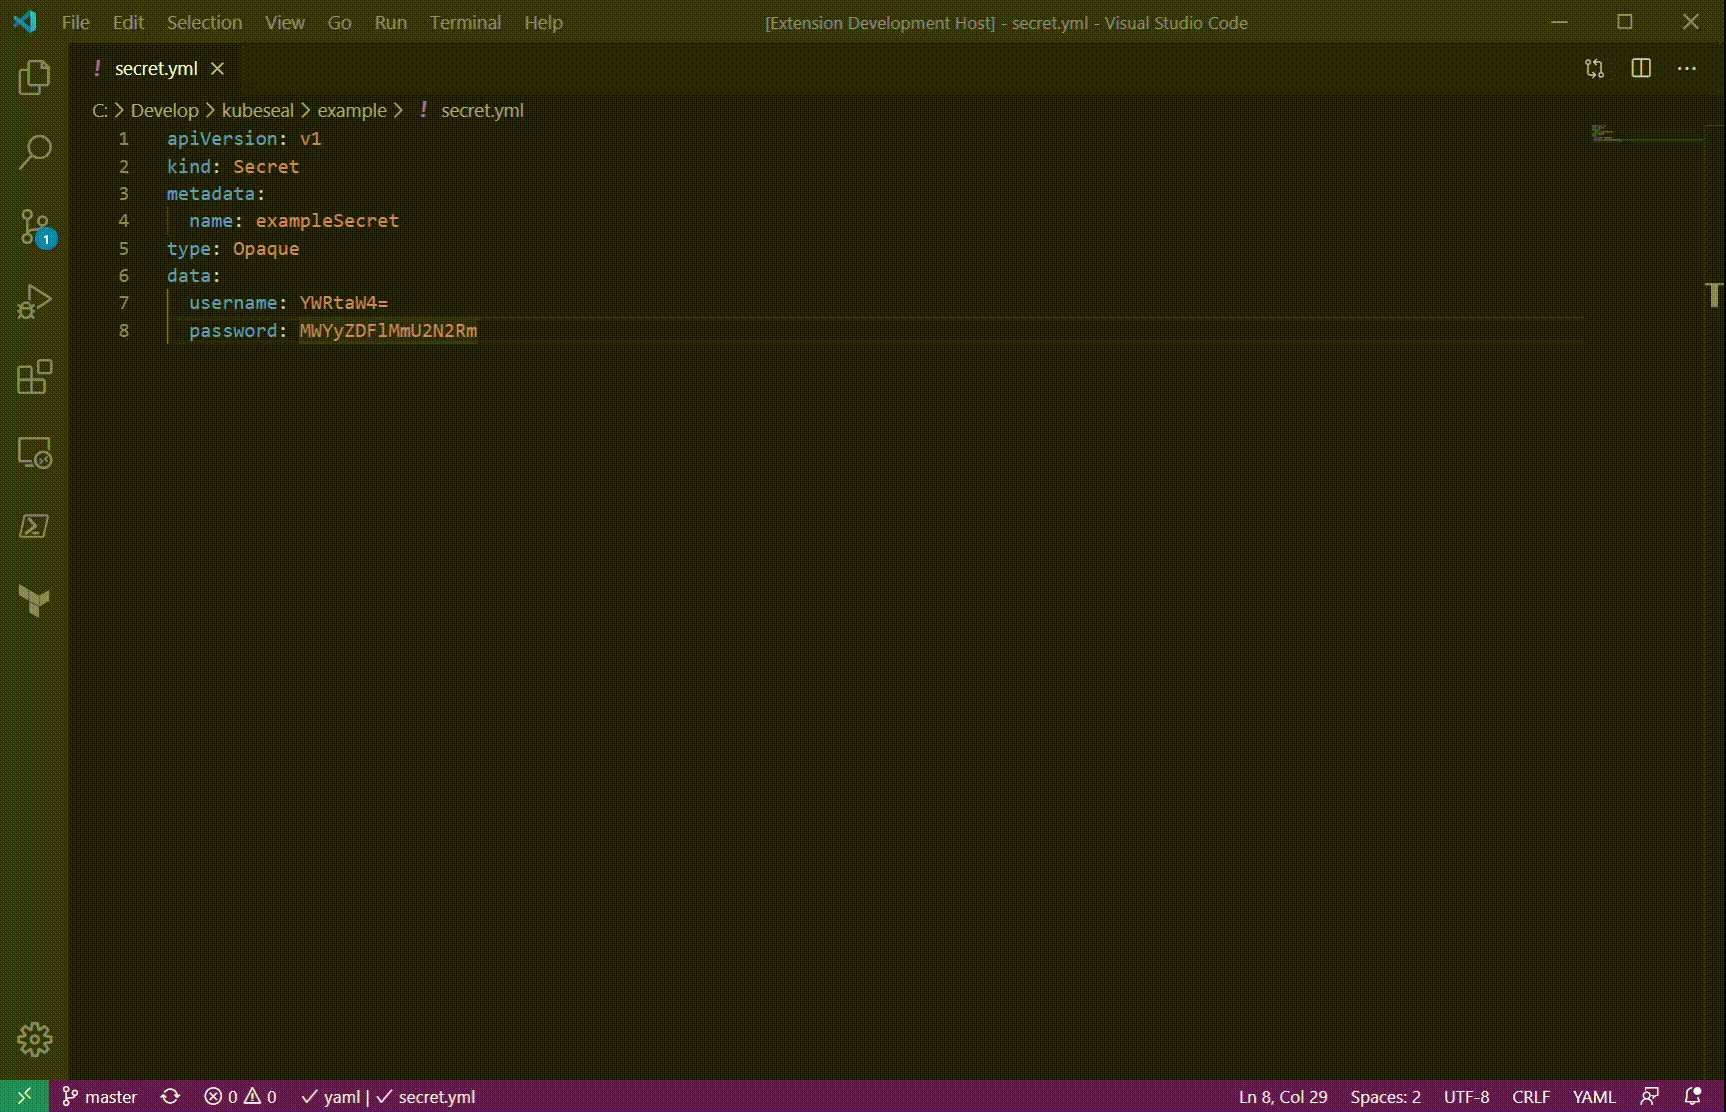 File Edit Selection View Go Run Terminal Help [Extension Development Host] - secret.yml - Visual Studio Code
! secret.yml
C: > Develop > kubeseal > example > ! secret.yml
1 apiVersion: v1
2 kind: Secret
3 metadata:
4 name: exampleSecret
5 type: Opaque
6 data:
7 username: YWRtaW4=
8 password: MWYyZDFlMmU2N2Rm
1
master 0 0 yaml | secret.yml Ln 8, Col 29 Spaces: 2 UTF-8 CRLF YAML